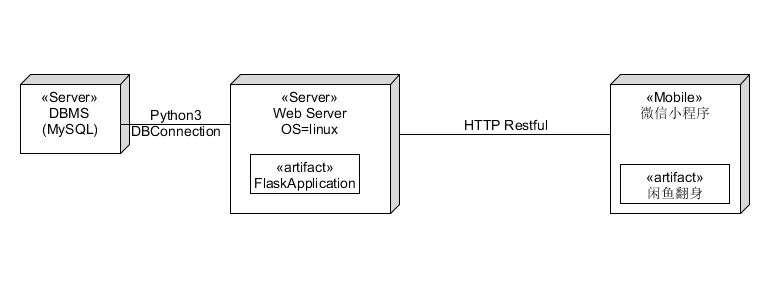 «Server»
DBMS
(MySQL)
Python3
DBConnection
«Server»
Web Server
OS=linux
«artifact»
FlaskApplication
HTTP Restful
«Mobile»
微信小程序
«artifact»
闲鱼翻身